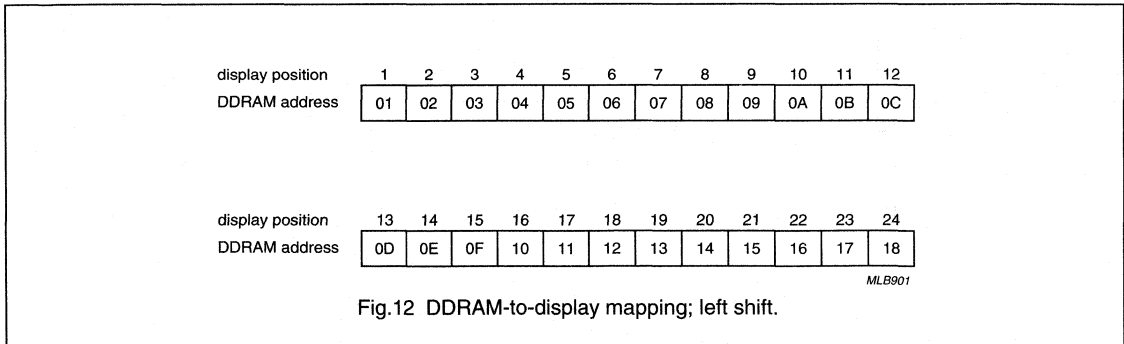 display position 1 2 3 4 5 6 7 8 9 10 11 12
DDRAM address 01 02 03 04 05 06 07 08 09 0A 0B 0C
display position 13 14 15 16 17 18 19 20 21 22 23 24
DDRAM address 0D 0E 0F 10 11 12 13 14 15 16 17 18
MLB901
Fig.12 DDRAM-to-display mapping; left shift.